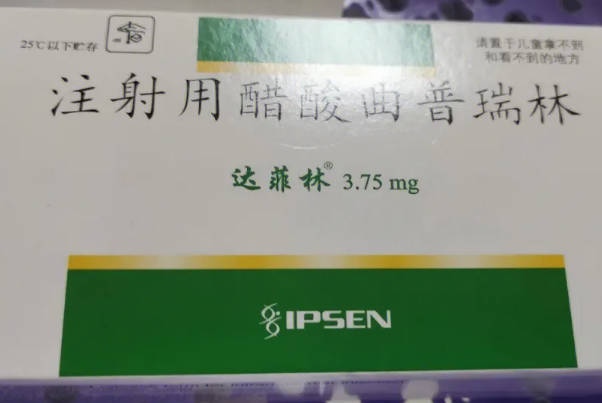 25℃以下贮存
请置于儿童拿不到
和看不到的地方
注射用醋酸曲普瑞林
达菲林® 3.75 mg
IPSEN